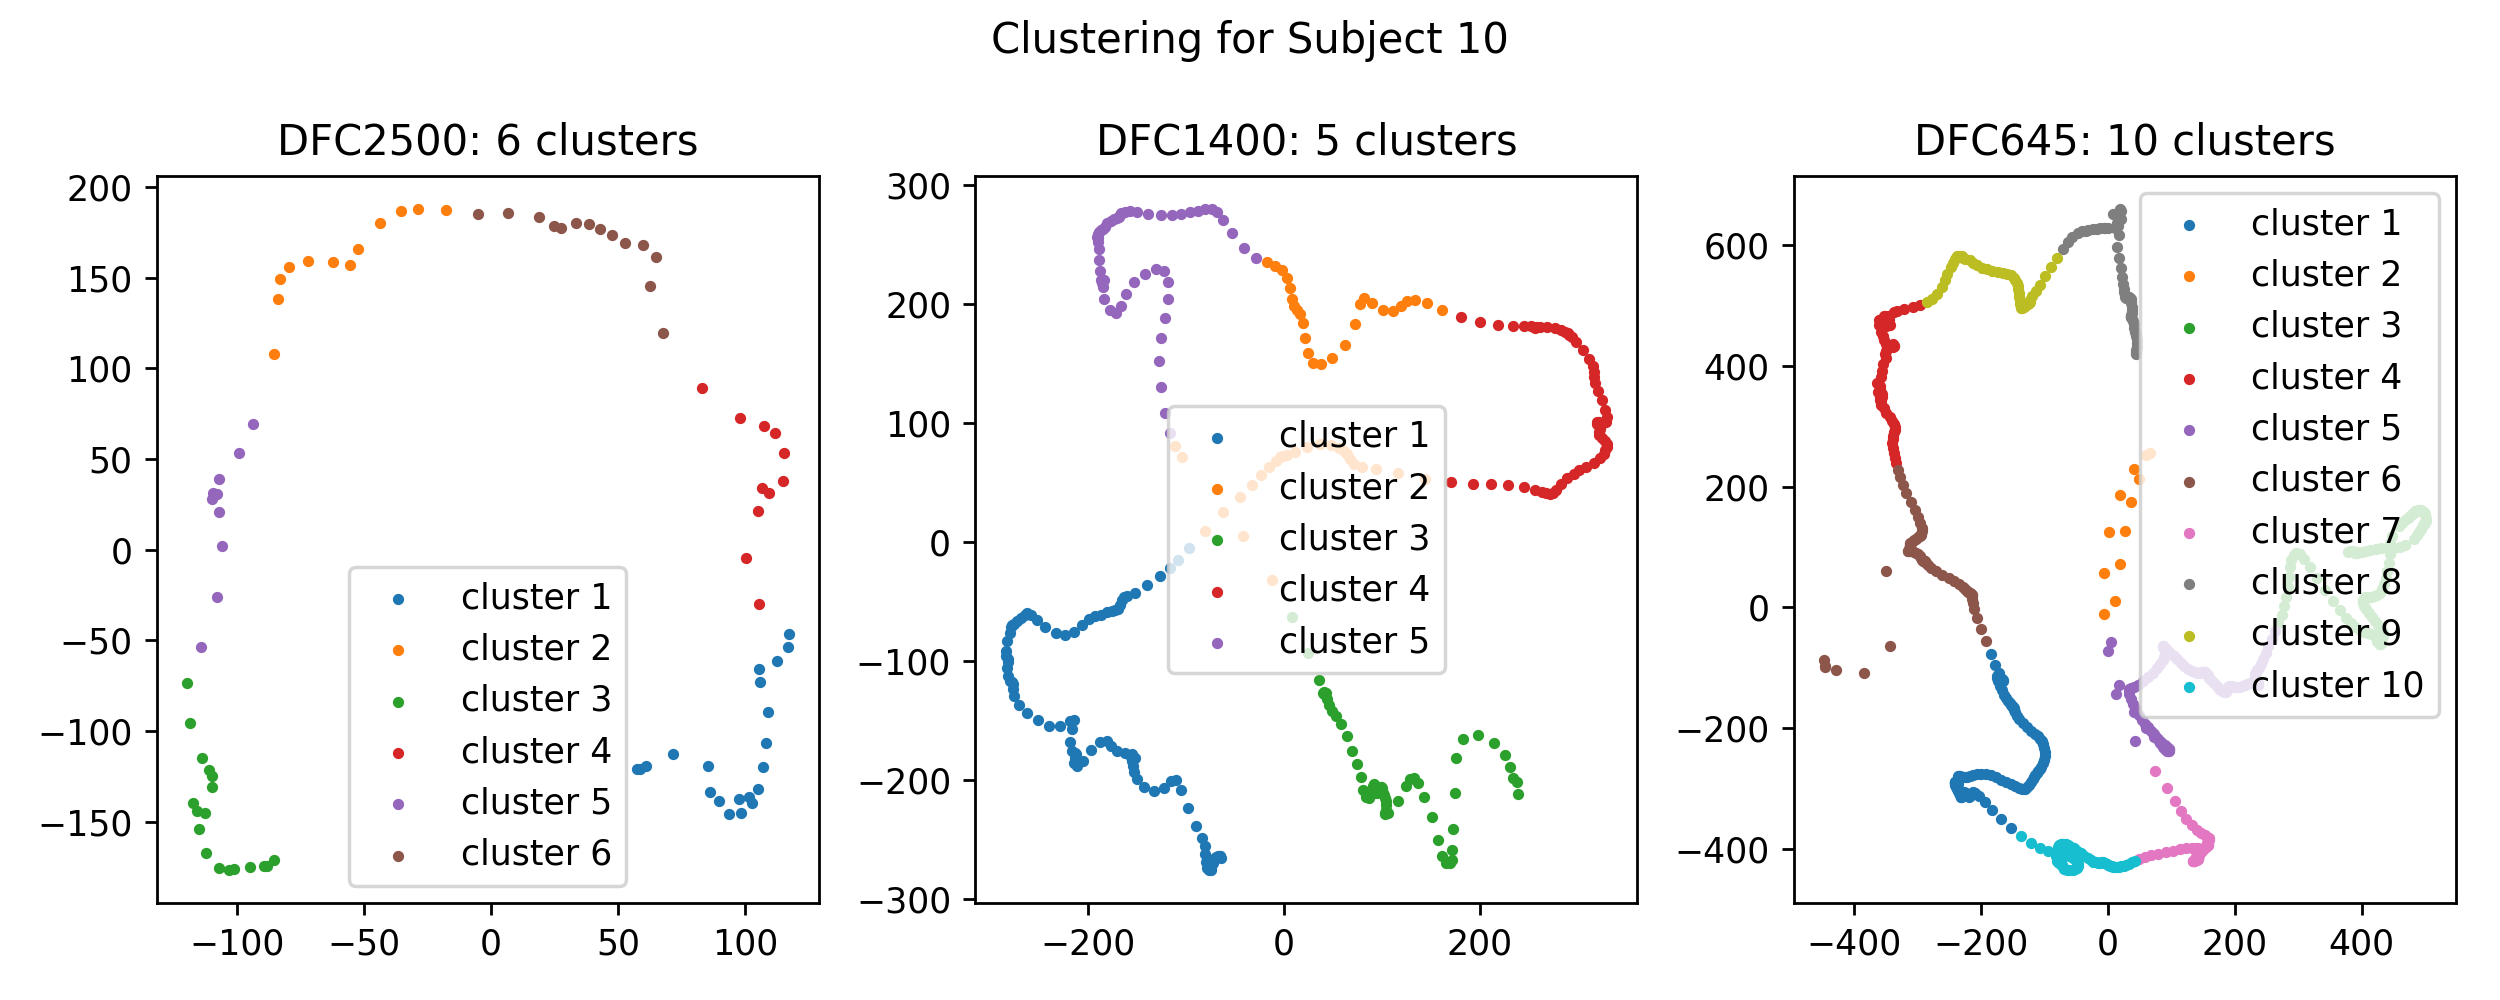 Clustering for Subject 10
DFC2500: 6 clusters
200
150
100
50
0
−50
−100
−150
−100
−50
0
50
100
cluster 1
cluster 2
cluster 3
cluster 4
cluster 5
cluster 6
DFC1400: 5 clusters
300
200
100
0
−100
−200
−300
−200
0
200
cluster 1
cluster 2
cluster 3
cluster 4
cluster 5
DFC645: 10 clusters
600
400
200
0
−200
−400
−400
−200
0
200
400
cluster 1
cluster 2
cluster 3
cluster 4
cluster 5
cluster 6
cluster 7
cluster 8
cluster 9
cluster 10